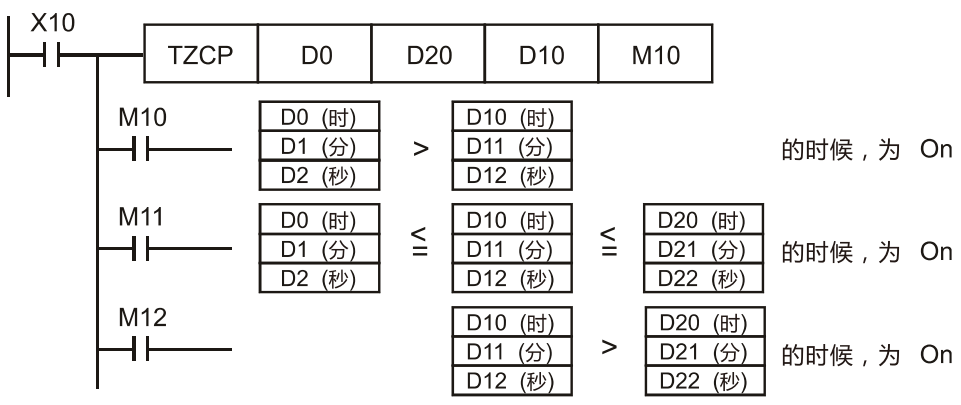 X10
TZCP D0 D20 D10 M10
M10
D0 (时) D10 (时)
D1 (分) > D11 (分) 的时候，为 On
D2 (秒) D12 (秒)
M11
D0 (时) D10 (时) D20 (时)
D1 (分) ≦ D11 (分) ≦ D21 (分) 的时候，为 On
D2 (秒) D12 (秒) D22 (秒)
M12
D10 (时) D20 (时)
D11 (分) > D21 (分) 的时候，为 On
D12 (秒) D22 (秒)